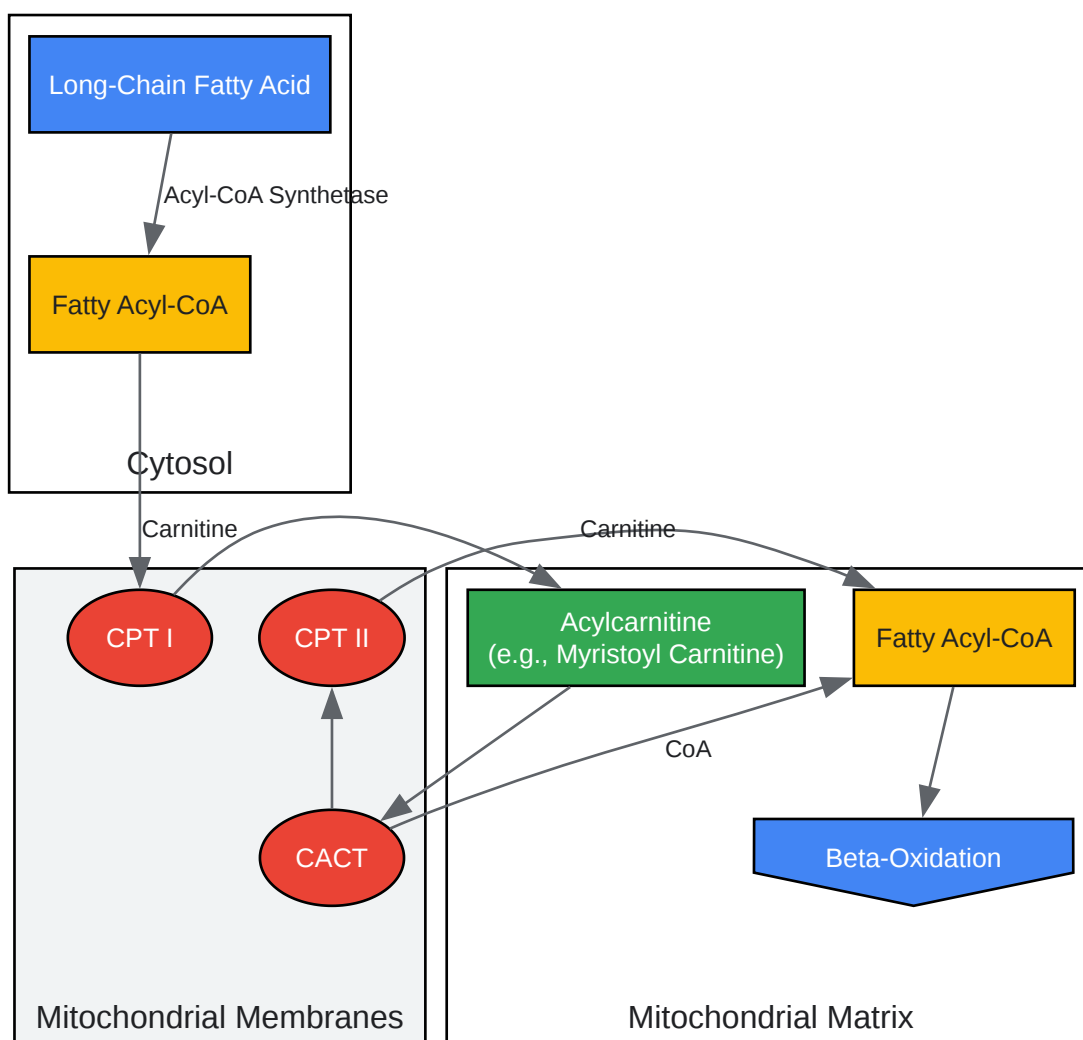 Long-Chain Fatty Acid
Acyl-CoA Synthetase
Fatty Acyl-CoA
Cytosol
Carnitine
Carnitine
CPT I
CPT II
Acylcarnitine
(e.g., Myristoyl Carnitine)
Fatty Acyl-CoA
CoA
CACT
Beta-Oxidation
Mitochondrial Membranes
Mitochondrial Matrix